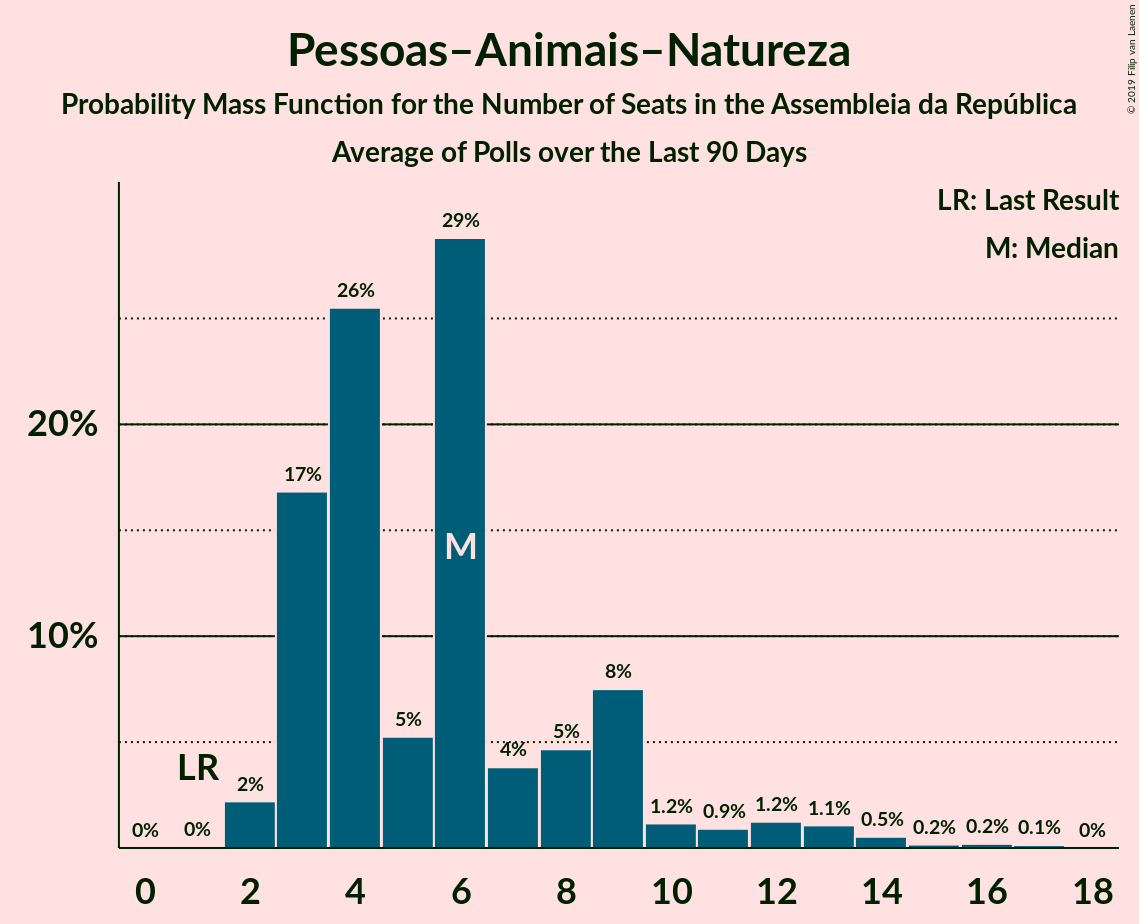 Pessoas–Animais–Natureza
Probability Mass Function for the Number of Seats in the Assembleia da República
Average of Polls over the Last 90 Days
© 2019 Filip van Laenen
LR: Last Result
M: Median
29%
26%
20%
17%
M
10%
8%
5%
5%
4%
LR
2%
0%
0%
1.2%
0.9%
1.2%
1.1%
0.5%
0.2%
0.2%
0.1%
0%
0 2 4 6 8 10 12 14 16 18